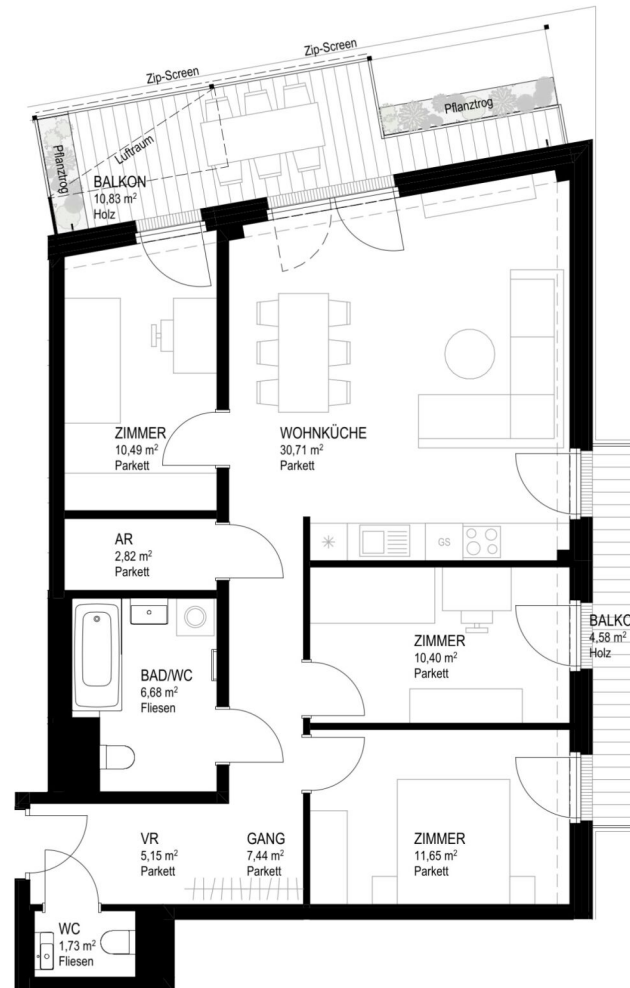 Zip-Screen
Zip-Screen
Pflanztrog
Luftraum
Pflanztrog
BALKON
10,83 m²
Holz
ZIMMER
10,49 m²
Parkett
WOHNKÜCHE
30,71 m²
Parkett
AR
2,82 m²
Parkett
GS
BALKO
4,58 m²
Holz
ZIMMER
10,40 m²
Parkett
BAD/WC
6,68 m²
Fliesen
VR
5,15 m²
Parkett
GANG
7,44 m²
Parkett
ZIMMER
11,65 m²
Parkett
WC
1,73 m²
Fliesen